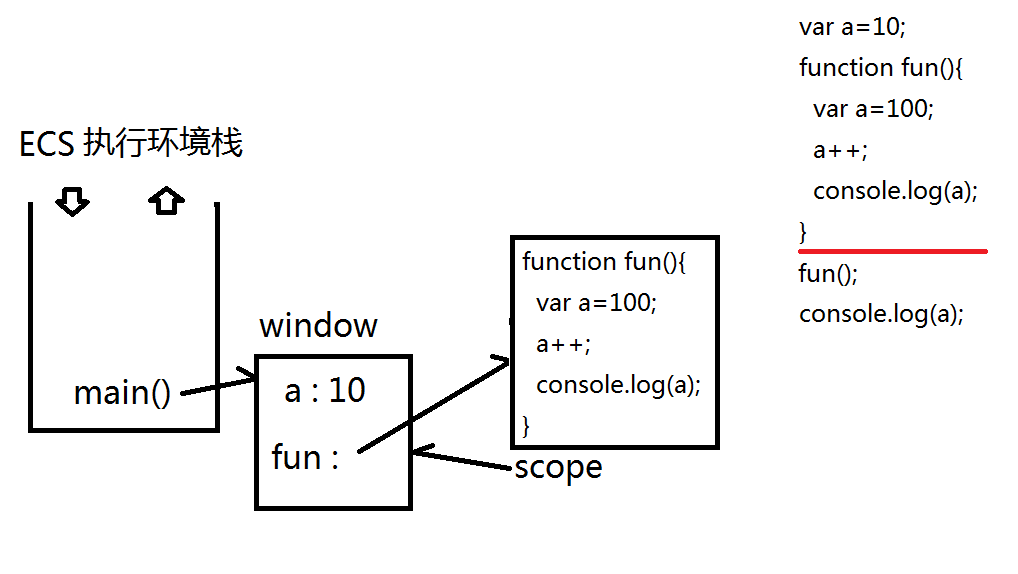 ECS 执行环境栈
main()
window
a : 10
fun :
function fun(){
var a=100;
a++;
console.log(a);
}
scope
var a=10;
function fun(){
var a=100;
a++;
console.log(a);
}
fun();
console.log(a);